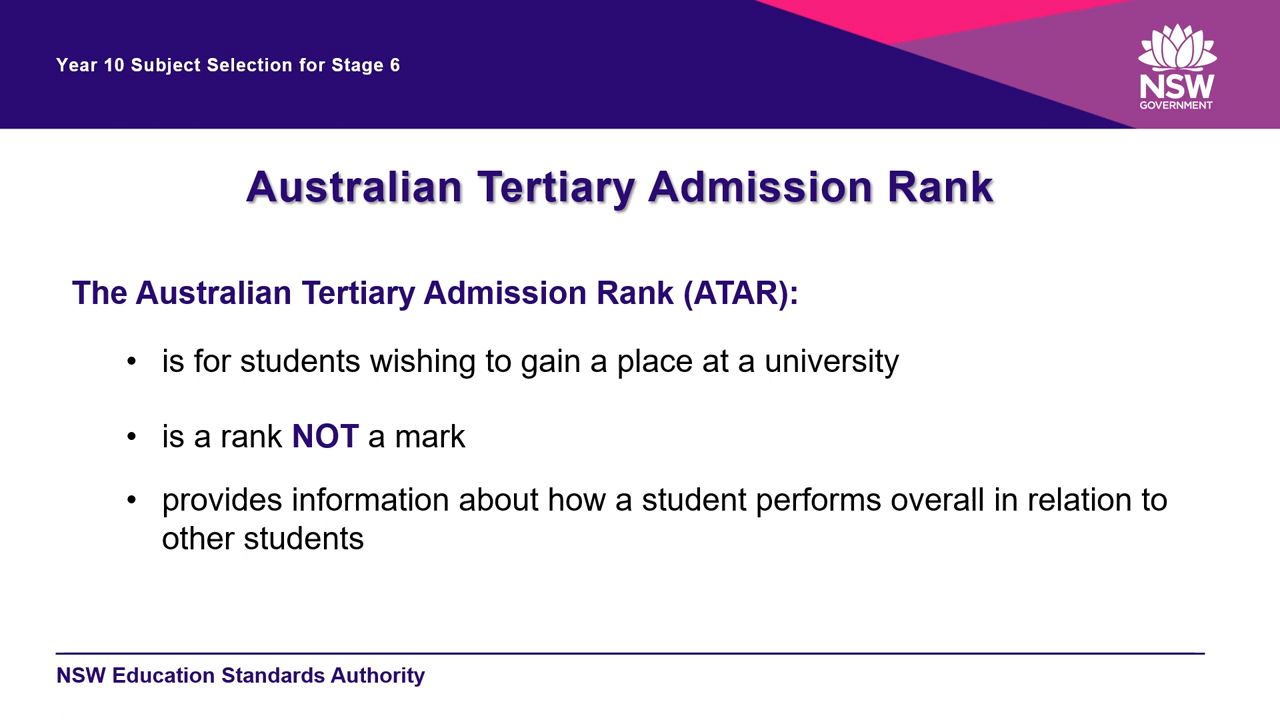 Year 10 Subject Selection for Stage 6
NSW
GOVERNMENT
Australian Tertiary Admission Rank
The Australian Tertiary Admission Rank (ATAR):
• is for students wishing to gain a place at a university
• is a rank NOT a mark
• provides information about how a student performs overall in relation to
other students
NSW Education Standards Authority